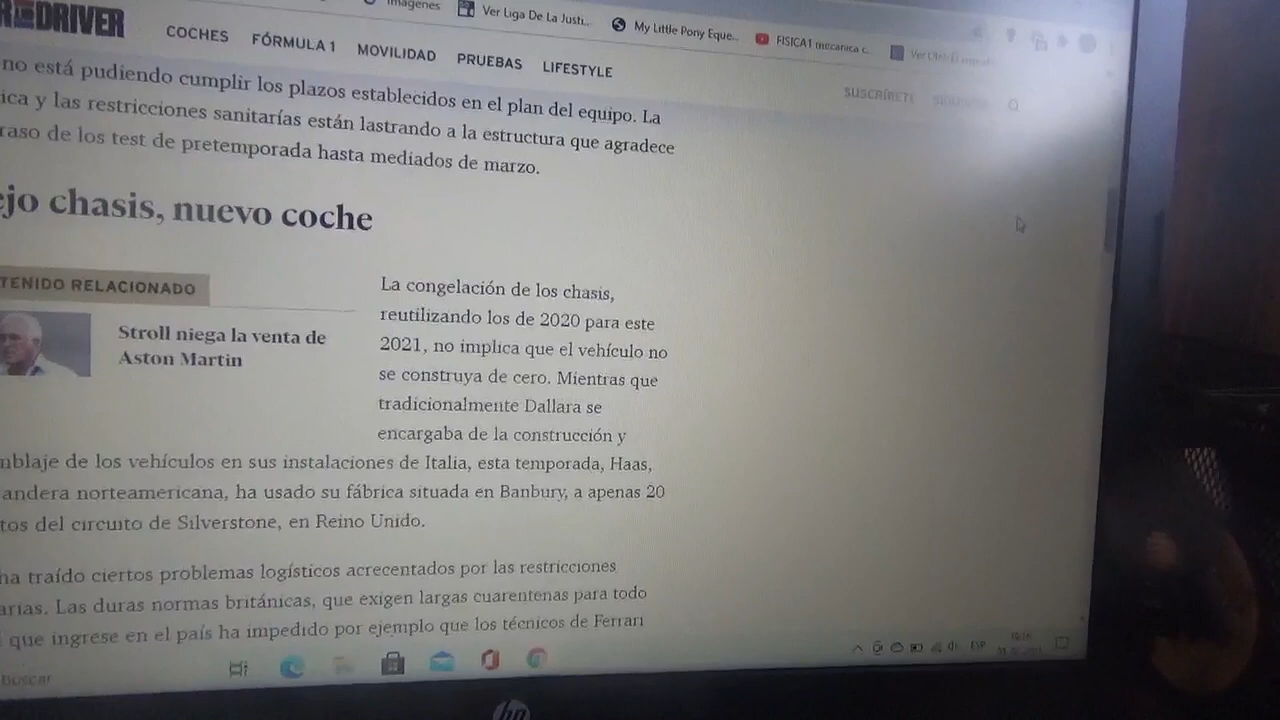 Imágenes
Ver Liga De La Justi...
My Little Pony Eque...
FISICA1 mecanica c...
DRIVER
COCHES
FÓRMULA 1
MOVILIDAD
PRUEBAS
LIFESTYLE
SUSCRÍBETE
no está pudiendo cumplir los plazos establecidos en el plan del equipo. La
ica y las restricciones sanitarías están lastrando a la estructura que agradece
raso de los test de pretemporada hasta mediados de marzo.
ejo chasis, nuevo coche
TENIDO RELACIONADO
Stroll niega la venta de
Aston Martin
La congelación de los chasis,
reutilizando los de 2020 para este
2021, no implica que el vehículo no
se construya de cero. Mientras que
tradicionalmente Dallara se
encargaba de la construcción y
mblaje de los vehículos en sus instalaciones de Italia, esta temporada, Haas,
andera norteamericana, ha usado su fábrica situada en Banbury, a apenas 20
tos del circuito de Silverstone, en Reino Unido.
ha traído ciertos problemas logísticos acrecentados por las restricciones
arias. Las duras normas británicas, que exigen largas cuarentenas para todo
que ingrese en el país ha impedido por ejemplo que los técnicos de Ferrari
Buscar
ESP
hp